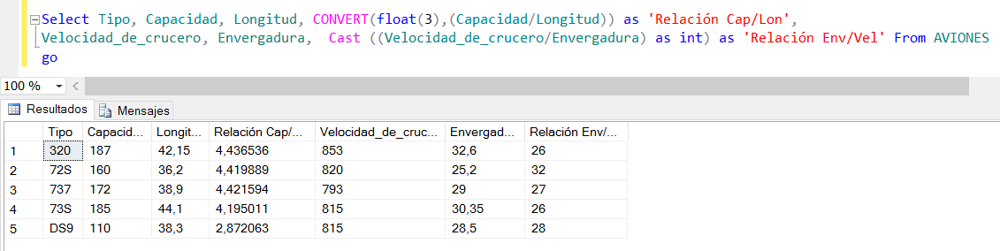 Select Tipo, Capacidad, Longitud, CONVERT(float(3),(Capacidad/Longitud)) as 'Relación Cap/Lon',
Velocidad_de_crucero, Envergadura,  Cast ((Velocidad_de_crucero/Envergadura) as int) as 'Relación Env/Vel' From AVIONES
go
100 %
Resultados Mensajes
Tipo Capacid... Longit... Relación Cap/... Velocidad_de_cruc... Envergad... Relación Env/...
1 320 187 42,15 4,436536 853 32,6 26
2 72S 160 36,2 4,419889 820 25,2 32
3 737 172 38,9 4,421594 793 29 27
4 73S 185 44,1 4,195011 815 30,35 26
5 DS9 110 38,3 2,872063 815 28,5 28